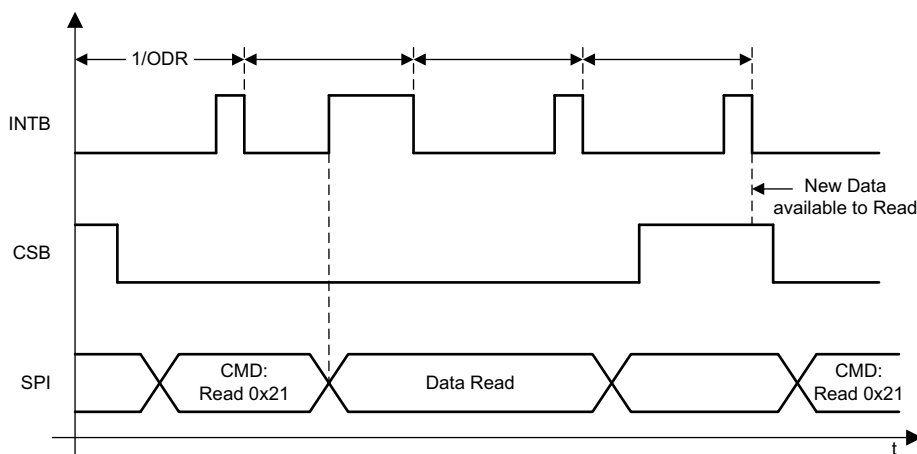 1/ODR
INTB
New Data
available to Read
CSB
CMD:
Read 0x21
Data Read
CMD:
Read 0x21
SPI
t